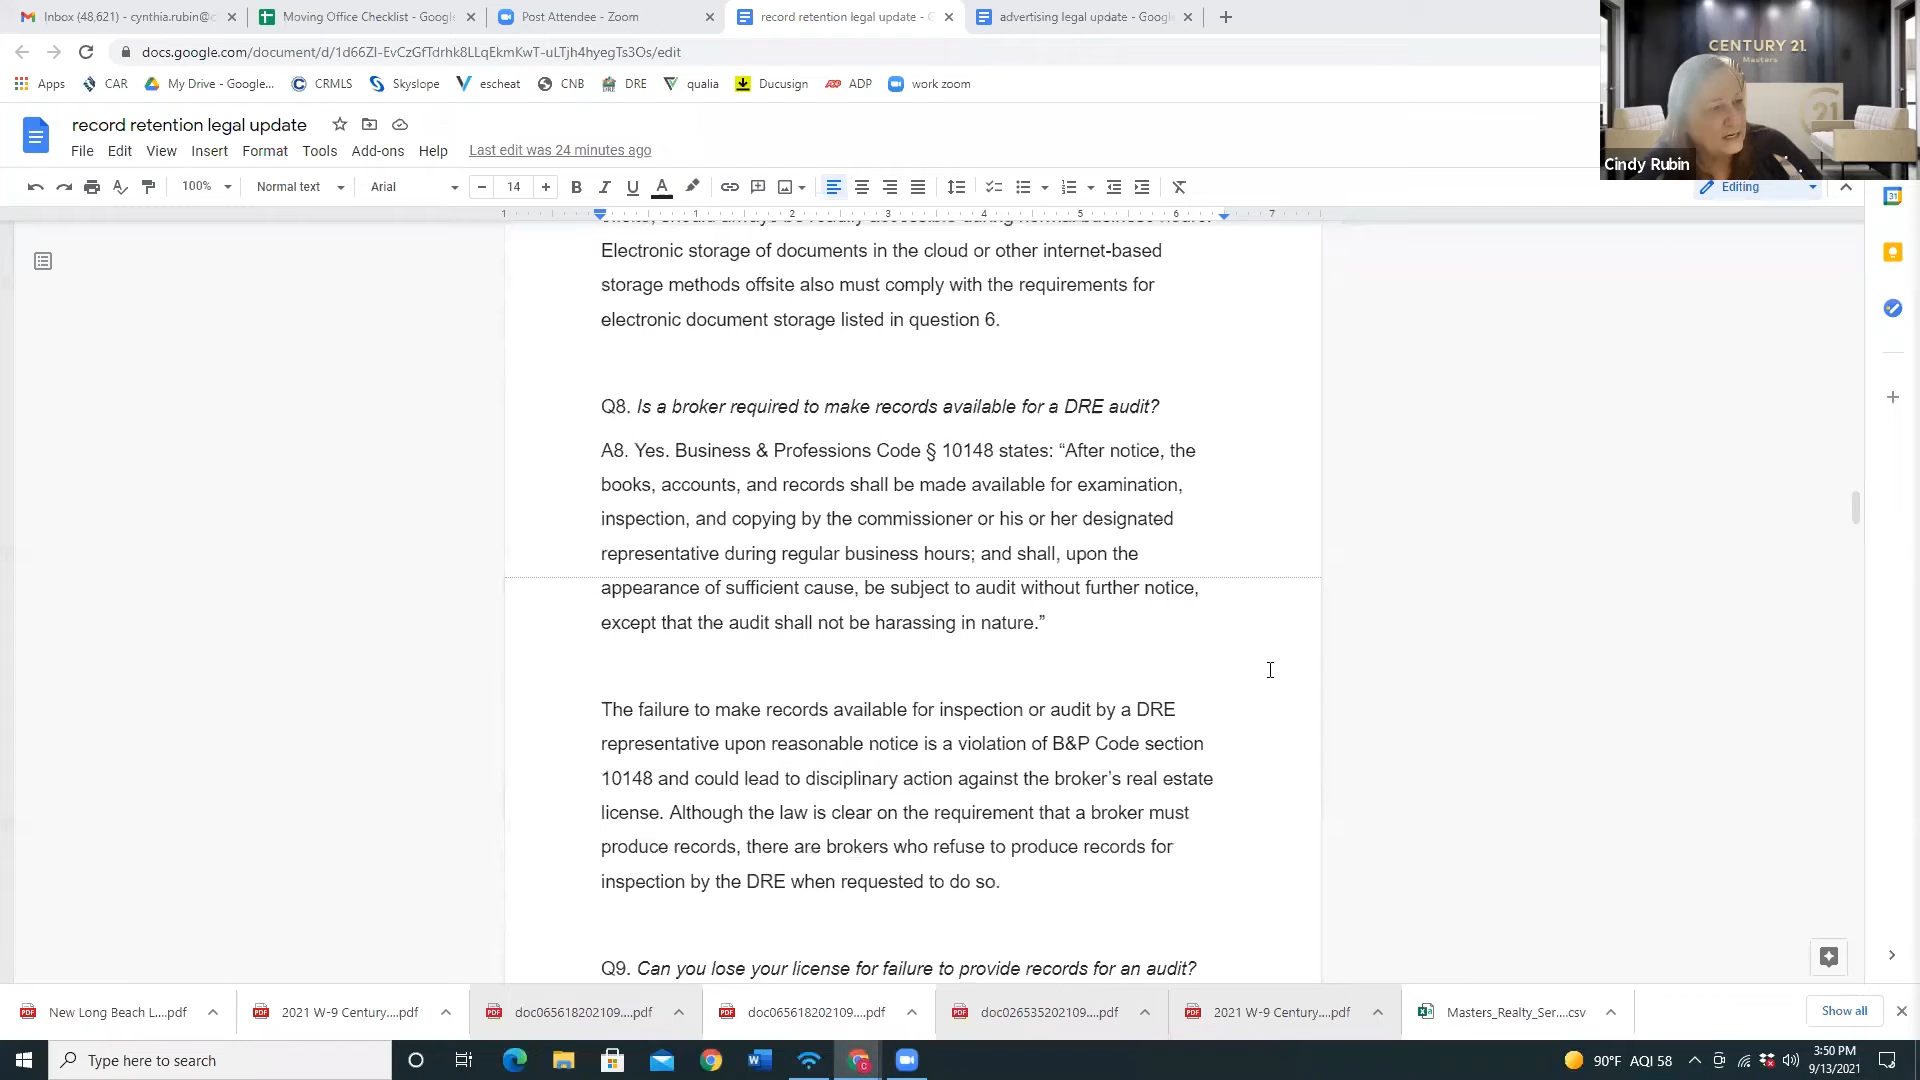 Inbox (48,621) - cynthia.rubin@c
Moving Office Checklist - Google
Post Attendee - Zoom
record retention legal update - G
advertising legal update - Google
docs.google.com/document/d/1d66ZI-EvCzGfTdrhk8LLqEkmKwT-uLTjh4hyegTs3Os/edit
Apps CAR My Drive - Google... CRMLS Skyslope escheat CNB DRE qualia Ducusign ADP work zoom
CENTURY 21.
Masters
21
Cindy Rubin
record retention legal update
File Edit View Insert Format Tools Add-ons Help Last edit was 24 minutes ago
100% Normal text Arial 14 B I U A Editing
1 1 2 3 4 5 6 7
Electronic storage of documents in the cloud or other internet-based
storage methods offsite also must comply with the requirements for
electronic document storage listed in question 6.
Q8. Is a broker required to make records available for a DRE audit?
A8. Yes. Business & Professions Code § 10148 states: “After notice, the
books, accounts, and records shall be made available for examination,
inspection, and copying by the commissioner or his or her designated
representative during regular business hours; and shall, upon the
appearance of sufficient cause, be subject to audit without further notice,
except that the audit shall not be harassing in nature.”
The failure to make records available for inspection or audit by a DRE
representative upon reasonable notice is a violation of B&P Code section
10148 and could lead to disciplinary action against the broker’s real estate
license. Although the law is clear on the requirement that a broker must
produce records, there are brokers who refuse to produce records for
inspection by the DRE when requested to do so.
Q9. Can you lose your license for failure to provide records for an audit?
New Long Beach L....pdf
2021 W-9 Century....pdf
doc065618202109....pdf
doc065618202109....pdf
doc026535202109....pdf
2021 W-9 Century....pdf
Masters_Realty_Ser....csv
Show all
Type here to search
90°F AQI 58
3:50 PM
9/13/2021